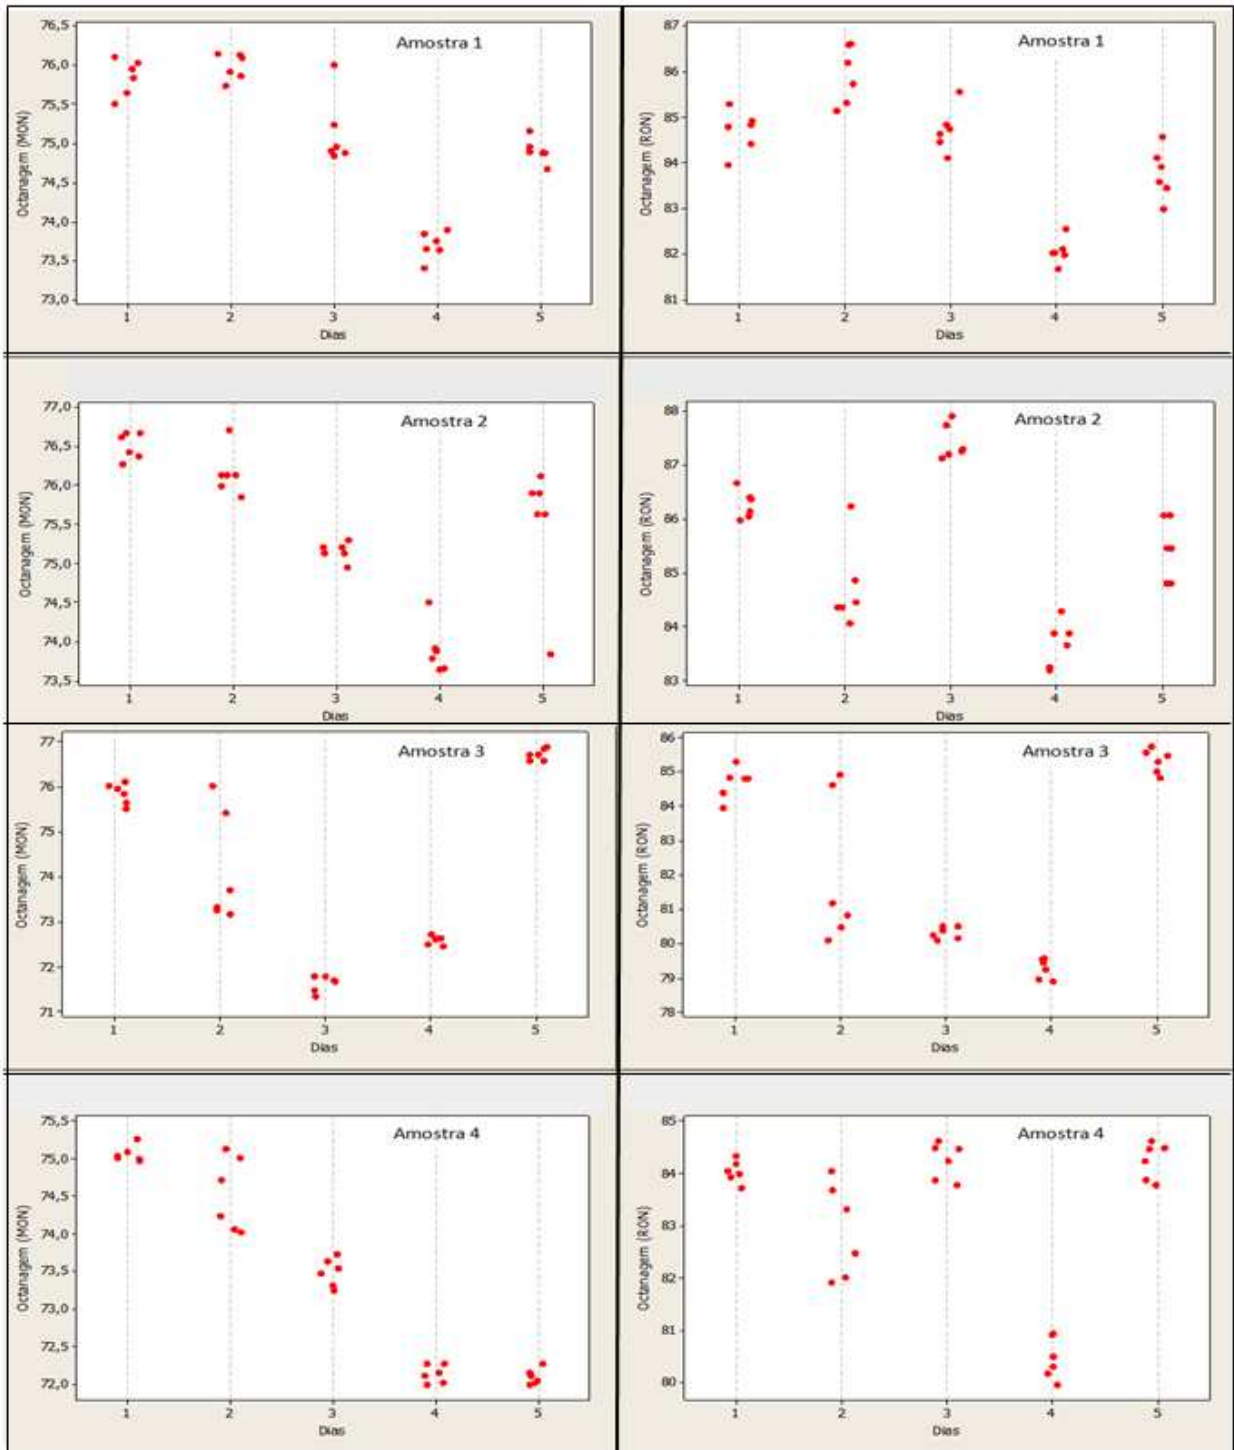 Amostra 1
Octanagem (MON)
76,5
76,0
75,5
75,0
74,5
74,0
73,5
73,0
1 2 3 4 5
Dias
Amostra 1
Octanagem (RON)
87
86
85
84
83
82
81
1 2 3 4 5
Dias
Amostra 2
Octanagem (MON)
77,0
76,5
76,0
75,5
75,0
74,5
74,0
73,5
1 2 3 4 5
Dias
Amostra 2
Octanagem (RON)
88
87
86
85
84
83
1 2 3 4 5
Dias
Amostra 3
Octanagem (MON)
77
76
75
74
73
72
71
1 2 3 4 5
Dias
Amostra 3
Octanagem (RON)
86
85
84
83
82
81
80
79
78
1 2 3 4 5
Dias
Amostra 4
Octanagem (MON)
75,5
75,0
74,5
74,0
73,5
73,0
72,5
72,0
1 2 3 4 5
Dias
Amostra 4
Octanagem (RON)
85
84
83
82
81
80
1 2 3 4 5
Dias